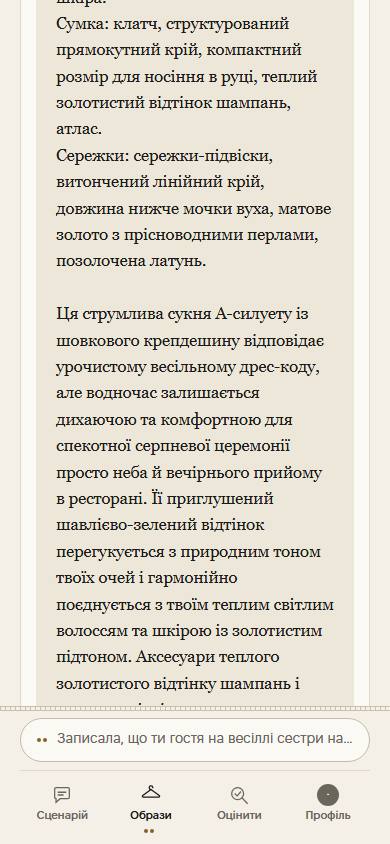 шкіра.
Сумка: клатч, структурований
прямокутний крій, компактний
розмір для носіння в руці, теплий
золотистий відтінок шампань,
атлас.
Сережки: сережки-підвіски,
витончений лінійний крій,
довжина нижче мочки вуха, матове
золото з прісноводними перлами,
позолочена латунь.
Ця струмлива сукня А-силуету із
шовкового крепдешину відповідає
урочистому весільному дрес-коду,
але водночас залишається
дихаючою та комфортною для
спекотної серпневої церемонії
просто неба й вечірнього прийому
в ресторані. Її приглушений
шавлієво-зелений відтінок
перегукується з природним тоном
твоїх очей і гармонійно
поєднується з твоїм теплим світлим
волоссям та шкірою із золотистим
підтоном. Аксесуари теплого
золотистого відтінку шампань і
Записала, що ти гостя на весіллі сестри на...
Сценарій
Образи
Оцінити
Профіль